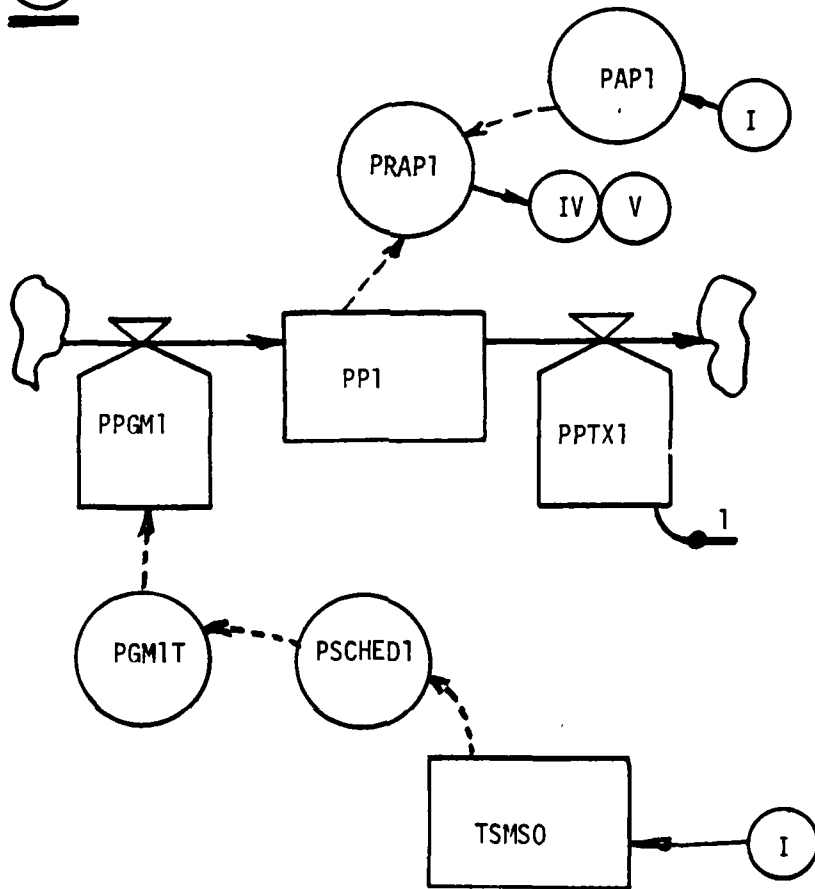 PAP1
I
PRAP1
IV
V
PP1
PPGM1
PPTX1
1
PGM1T
PSCHED1
TSMSO
I